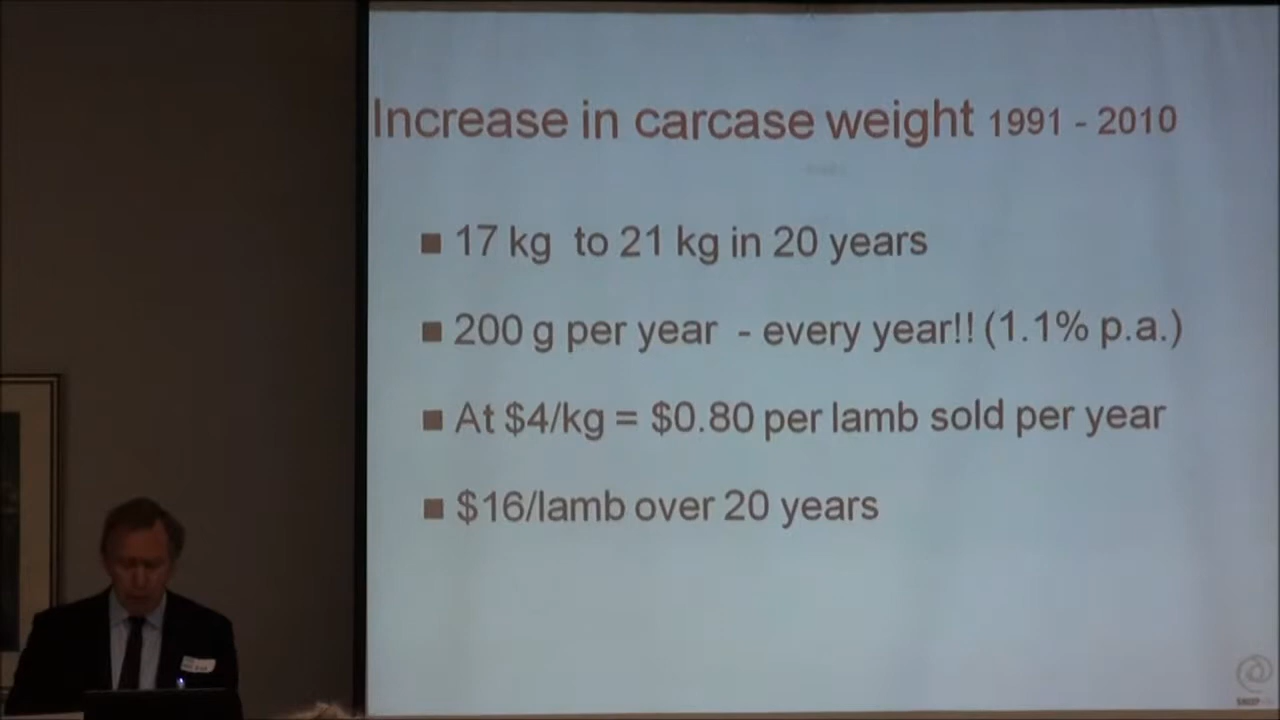 Increase in carcase weight 1991 - 2010
17 kg to 21 kg in 20 years
200 g per year - every year!! (1.1% p.a.)
At $4/kg = $0.80 per lamb sold per year
$16/lamb over 20 years